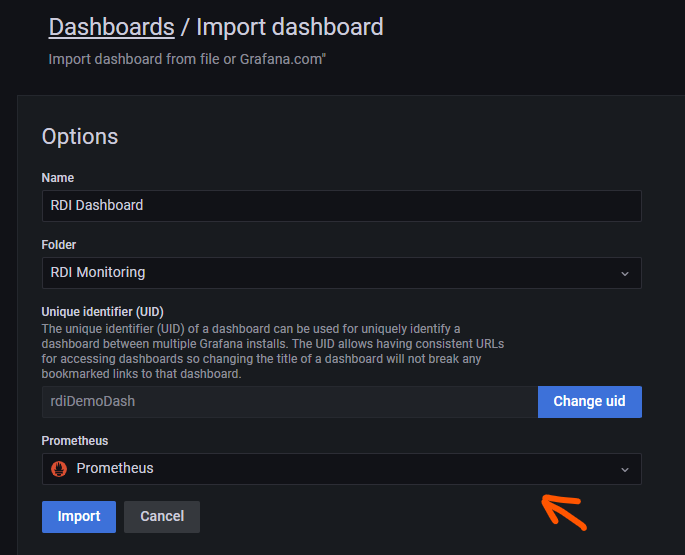 Dashboards / Import dashboard
Import dashboard from file or Grafana.com"
Options
Name
RDI Dashboard
Folder
RDI Monitoring
Unique identifier (UID)
The unique identifier (UID) of a dashboard can be used for uniquely identify a
dashboard between multiple Grafana installs. The UID allows having consistent URLs
for accessing dashboards so changing the title of a dashboard will not break any
bookmarked links to that dashboard.
rdiDemoDash
Change uid
Prometheus
Prometheus
Import
Cancel